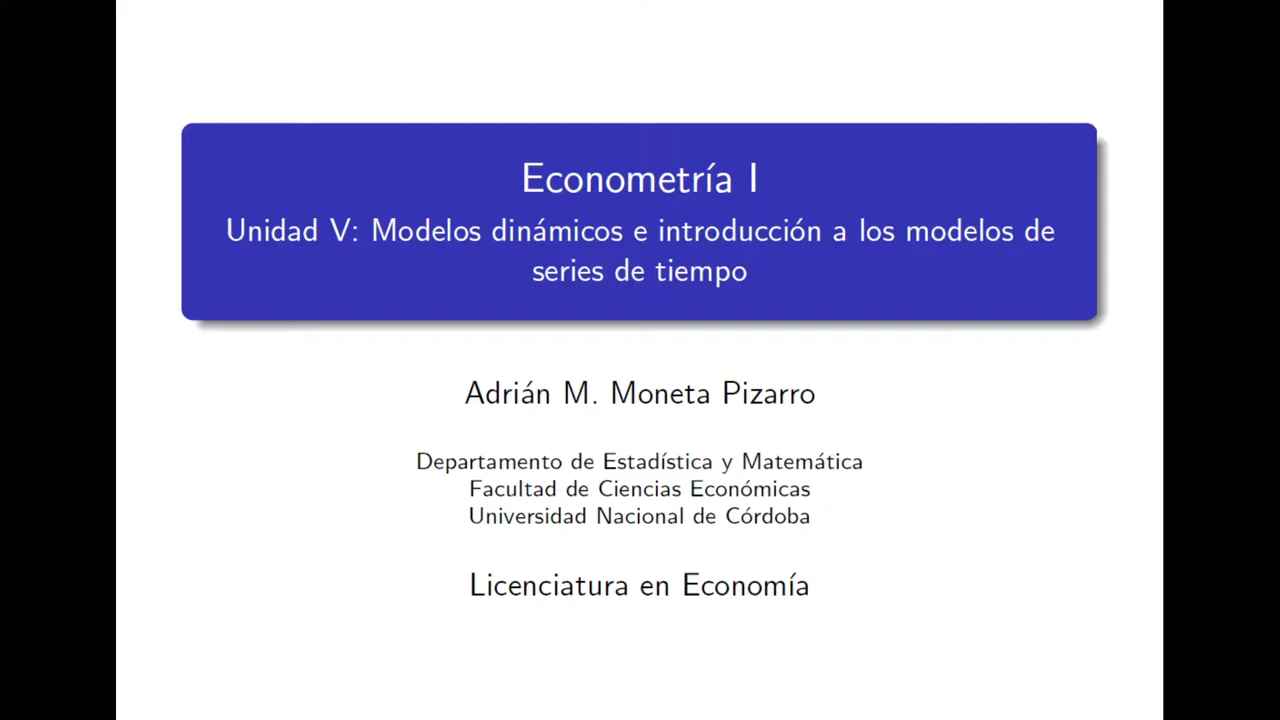 Econometría I
Unidad V: Modelos dinámicos e introducción a los modelos de
series de tiempo
Adrián M. Moneta Pizarro
Departamento de Estadística y Matemática
Facultad de Ciencias Económicas
Universidad Nacional de Córdoba
Licenciatura en Economía